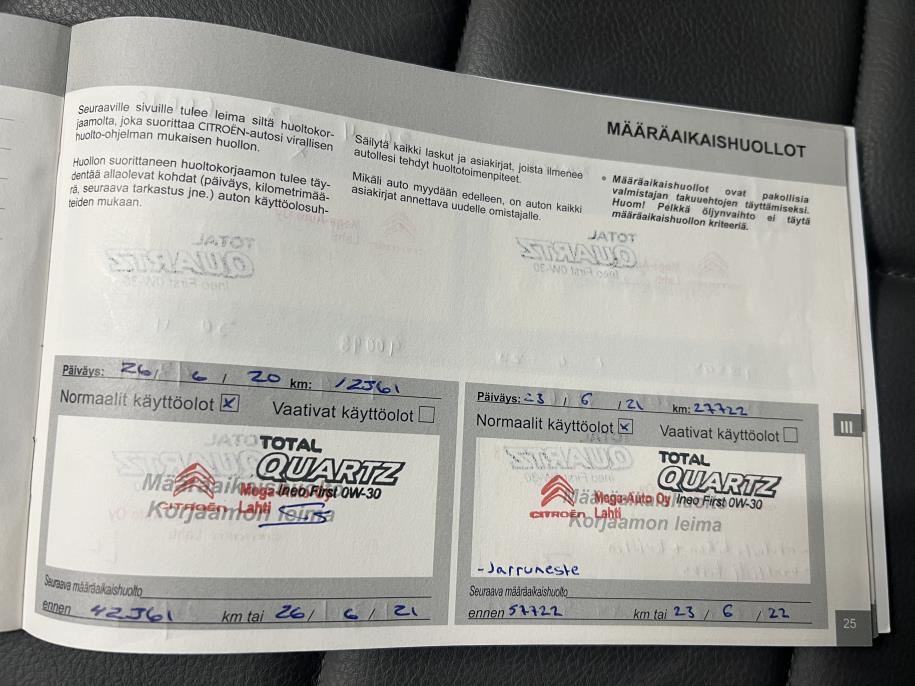 MÄÄRÄAIKAISHUOLLOT
Seuraaville sivuille tulee leima siltä huoltokor-
jaamolta, joka suorittaa CITROËN-autosi virallisen
huolto-ohjelman mukaisen huollon.
Huollon suorittaneen huoltokorjaamon tulee täy-
dentää allaolevat kohdat (päiväys, kilometrimää-
rä, seuraava tarkastus jne.) auton käyttöolosuh-
teiden mukaan.
Säilytä kaikki laskut ja asiakirjat, joista ilmenee
autollesi tehdyt huoltotoimenpiteet.
Mikäli auto myydään edelleen, on auton kaikki
asiakirjat annettava uudelle omistajalle.
• Määräaikaishuollot ovat pakollisia
valmistajan takuuehtojen täyttämiseksi.
Huom! Pelkkä öljynvaihto ei täytä
määräaikaishuollon kriteeriä.
Päiväys: 26 / 6 / 20 km: 12561
Normaalit käyttöolot x Vaativat käyttöolot
TOTAL
QUARTZ
Ineo First 0W-30
Määräaikaishuolto
Korjaamon leima
CITROËN
Mega-Auto Oy
Lahti
Seuraava määräaikaishuolto
ennen 42561 km tai 26 / 6 / 21
Päiväys: 23 / 6 / 21 km: 27722
Normaalit käyttöolot x Vaativat käyttöolot
TOTAL
QUARTZ
Ineo First 0W-30
Määräaikaishuolto
Korjaamon leima
CITROËN
Mega-Auto Oy
Lahti
- Jarruneste
Seuraava määräaikaishuolto
ennen 57722 km tai 23 / 6 / 22
III
25